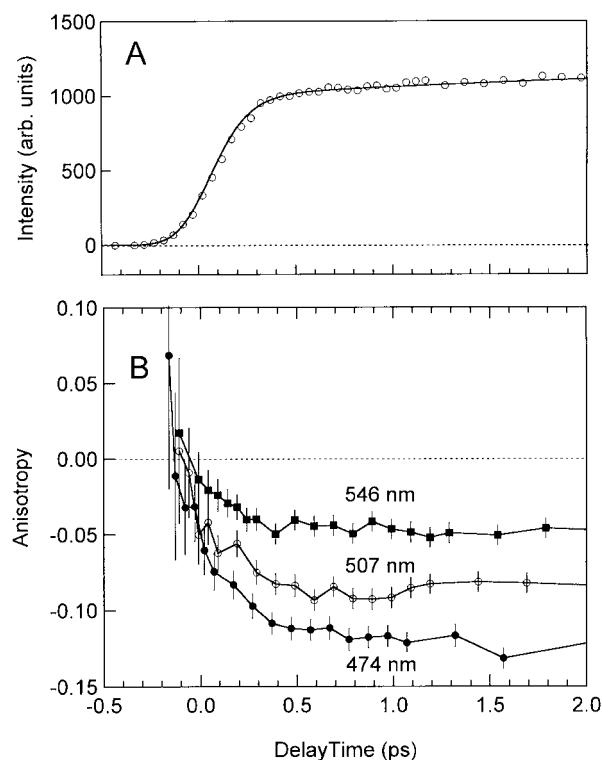 1500
A
1000
500
0
Intensity (arb. units)
0.10
B
0.05
0.00
546 nm
-0.05
507 nm
-0.10
474 nm
-0.15
Anisotropy
-0.5 0.0 0.5 1.0 1.5 2.0
DelayTime (ps)